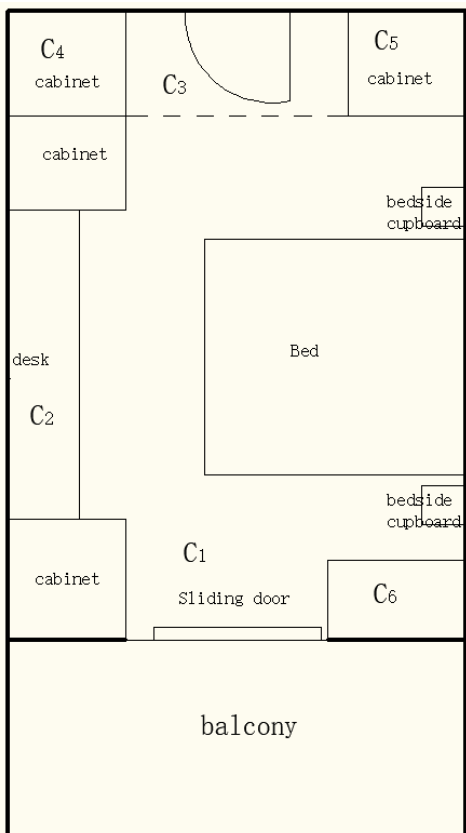 C4
cabinet
C3
C5
cabinet
cabinet
bedside
cupboard
Bed
desk
C2
bedside
cupboard
C1
cabinet
Sliding door
C6
balcony